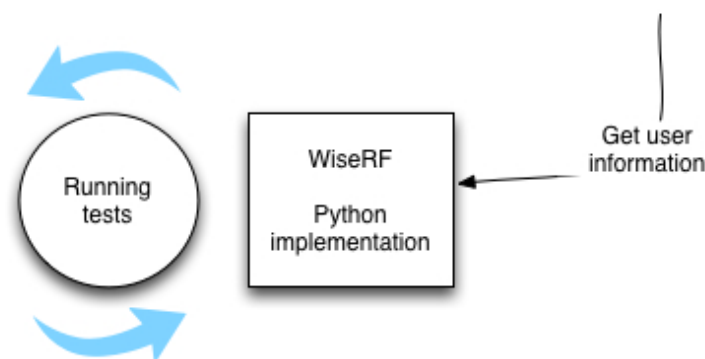 Running
tests
WiseRF
Python
implementation
Get user
information